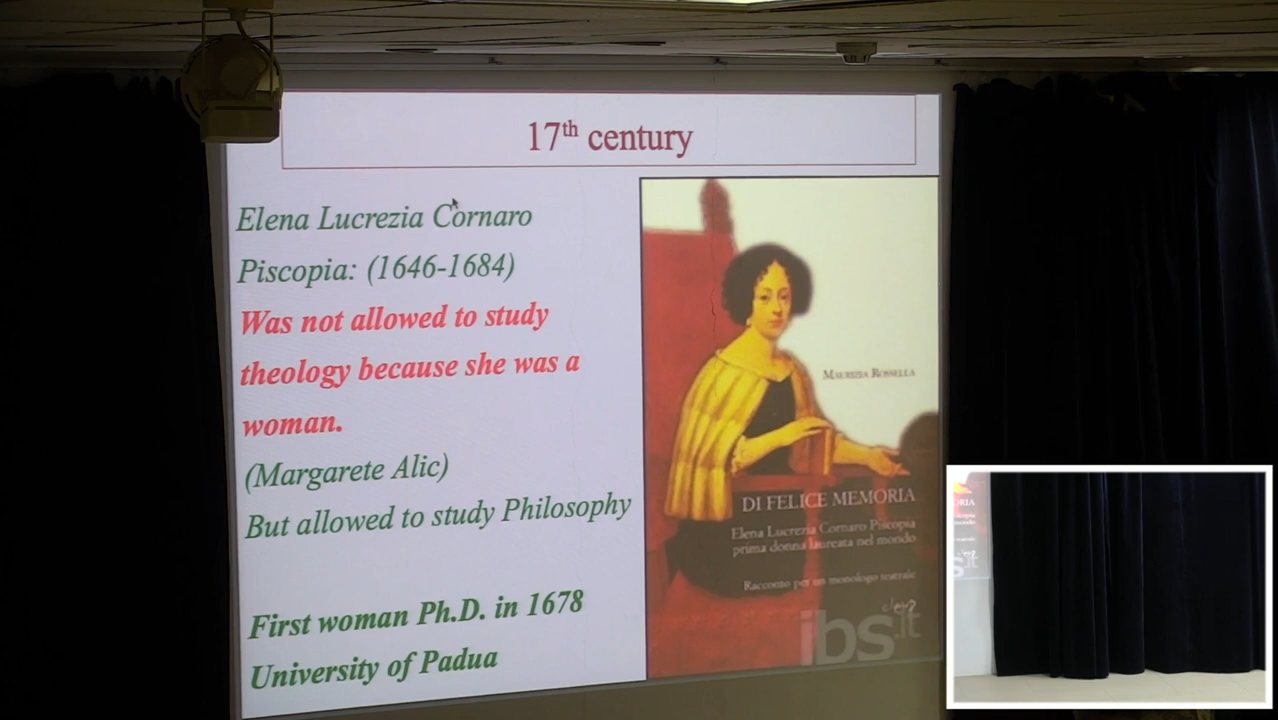 17th century
Elena Lucrezia Cornaro
Piscopia: (1646-1684)
Was not allowed to study
theology because she was a
woman.
(Margarete Alic)
But allowed to study Philosophy
First woman Ph.D. in 1678
University of Padua
MAURIZIA ROSSELLA
DI FELICE MEMORIA
Elena Lucrezia Cornaro Piscopia
prima donna laureata nel mondo
Racconto per un monologo teatrale
ibs.it
ORIA